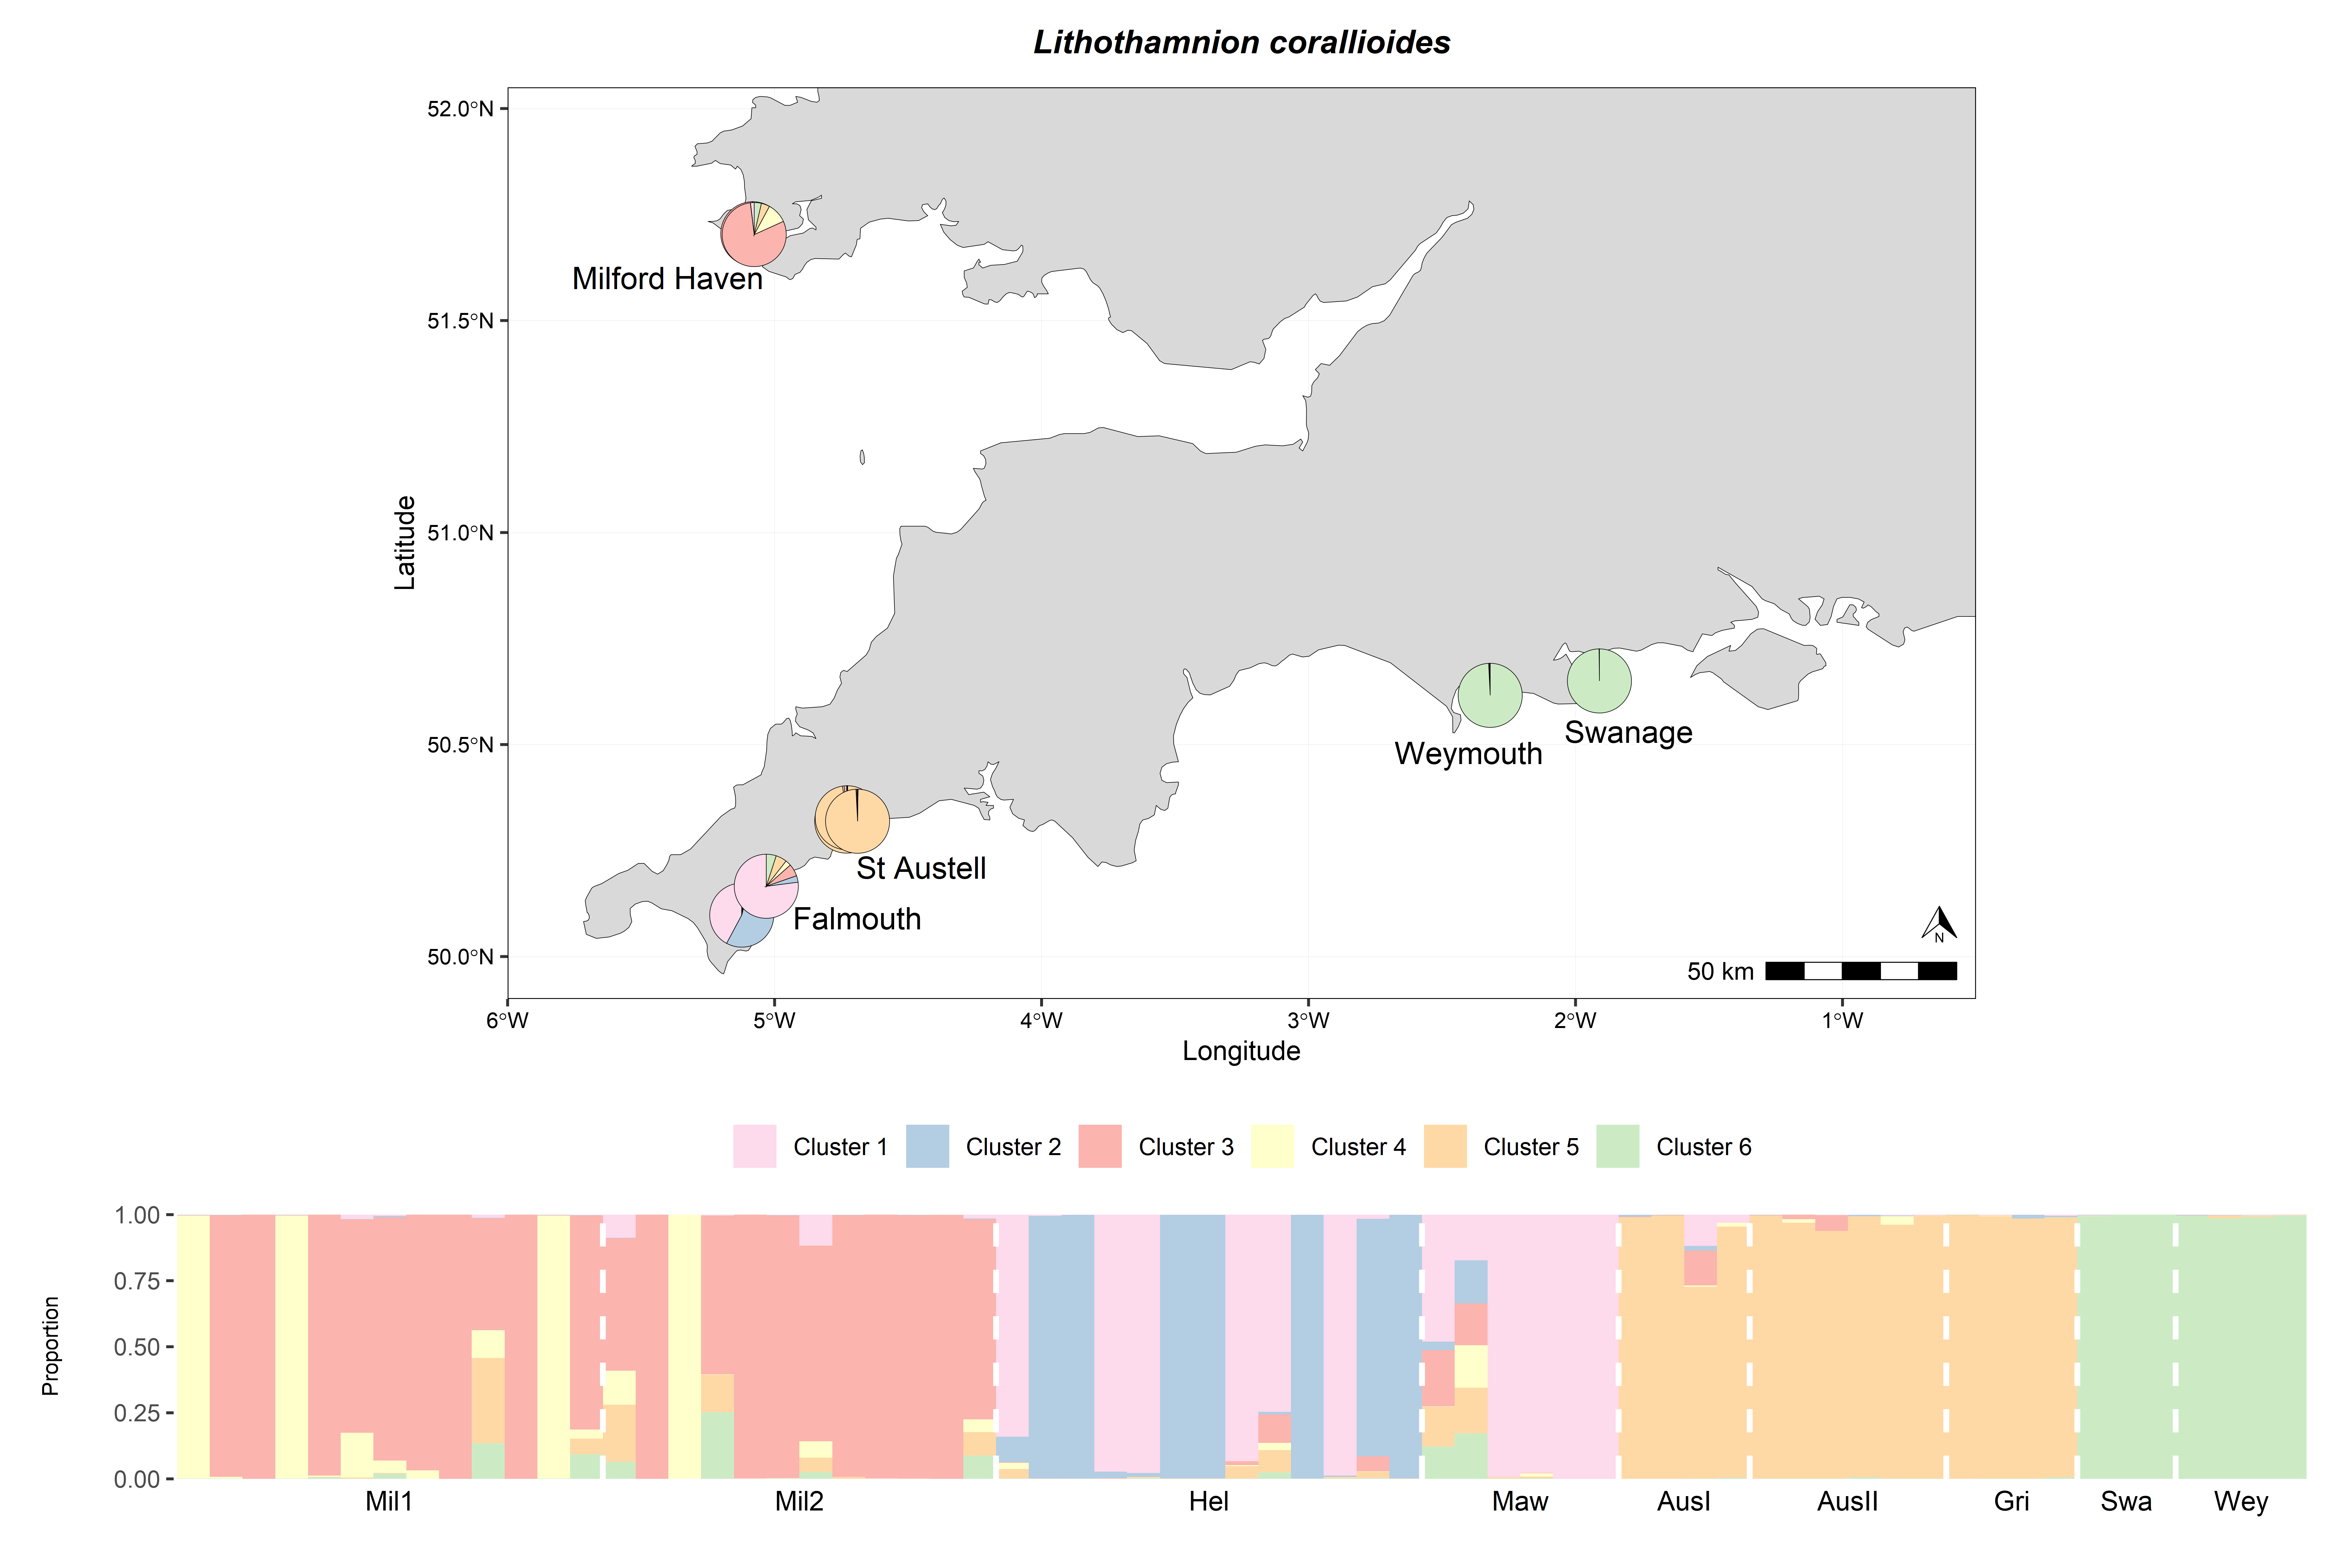 Lithothamnion corallioides
52.0°N
51.5°N
51.0°N
50.5°N
50.0°N
Latitude
Milford Haven
Weymouth
Swanage
St Austell
Falmouth
N
50 km
6°W 5°W 4°W 3°W 2°W 1°W
Longitude
Cluster 1 Cluster 2 Cluster 3 Cluster 4 Cluster 5 Cluster 6
1.00
0.75
0.50
0.25
0.00
Proportion
Mil1 Mil2 Hel Maw AusI AusII Gri Swa Wey